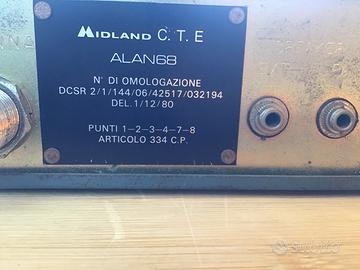 MIDLAND C.T.E
ALAN68
N° DI OMOLOGAZIONE
DCSR 2/1/144/06/42517/032194
DEL 1/12/80
PUNTI 1-2-3-4-7-8
ARTICOLO 334 C.P.
subito